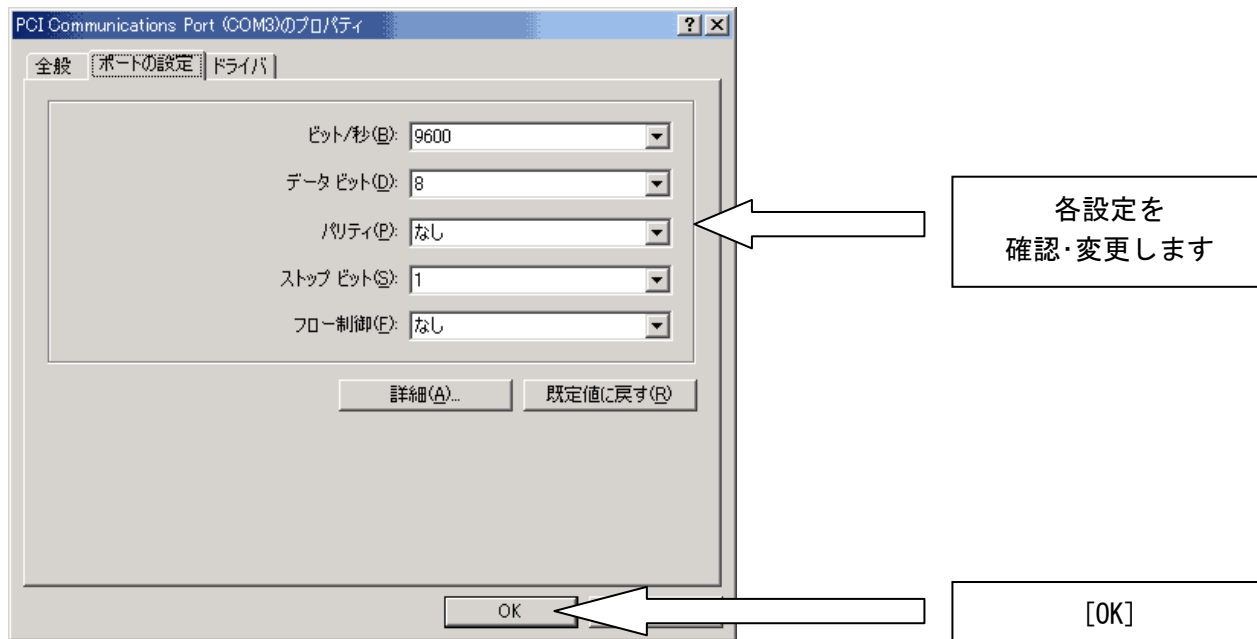 PCI Communications Port (COM3)のプロパティ
全般 ポートの設定 ドライバ
ビット/秒(B): 9600
データ ビット(D): 8
パリティ(P): なし
ストップ ビット(S): 1
フロー制御(F): なし
各設定を
確認･変更します
詳細(A)... 既定値に戻す(R)
OK
[OK]